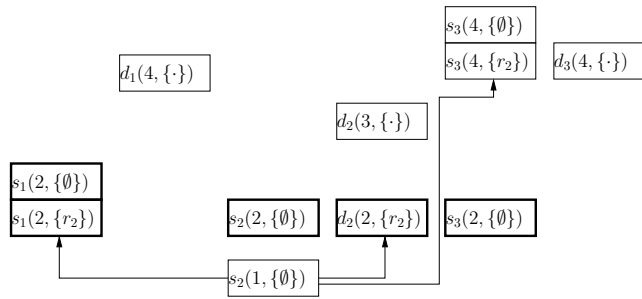 s₃(4, {∅})
s₃(4, {r₂})
d₃(4, {·})
d₁(4, {·})
d₂(3, {·})
s₁(2, {∅})
s₁(2, {r₂})
s₂(2, {∅})
d₂(2, {r₂})
s₃(2, {∅})
s₂(1, {∅})